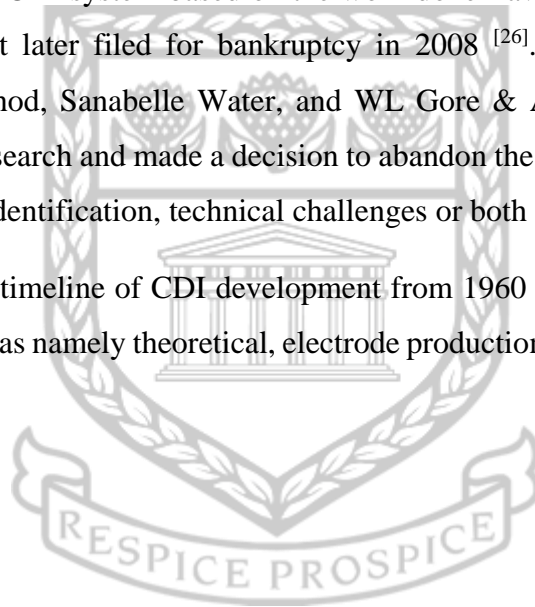 t later filed for bankruptcy in 2008 [26].
nod, Sanabelle Water, and WL Gore & A
search and made a decision to abandon the
dentification, technical challenges or both
timeline of CDI development from 1960
as namely theoretical, electrode production
RESPICE PROSPICE